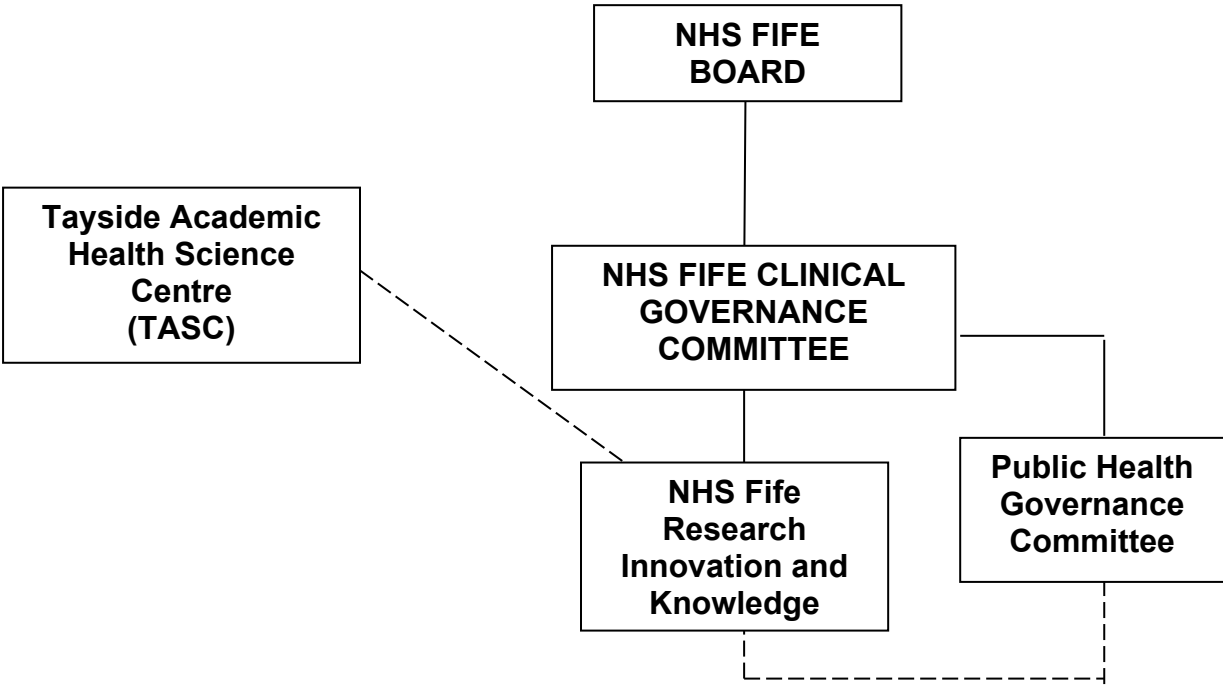 NHS FIFE
BOARD
Tayside Academic
Health Science
Centre
(TASC)
NHS FIFE CLINICAL
GOVERNANCE
COMMITTEE
NHS Fife
Research
Innovation and
Knowledge
Public Health
Governance
Committee